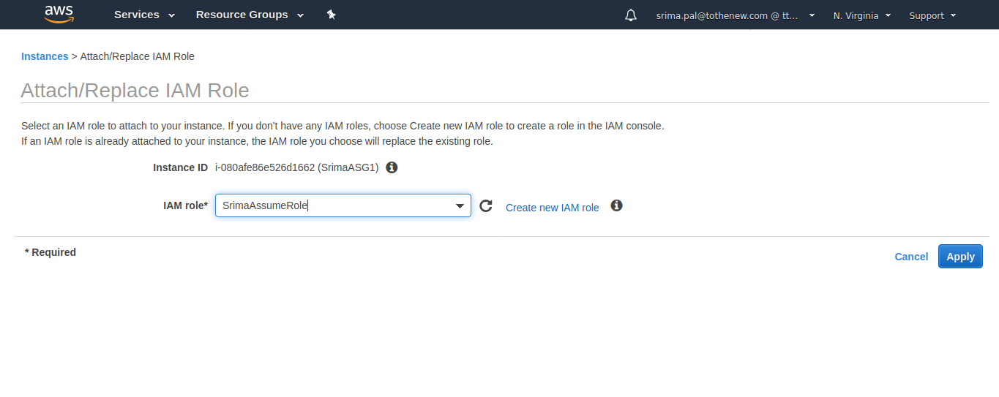 aws Services Resource Groups srima.pal@tothenew.com @ tt... N. Virginia Support
Instances > Attach/Replace IAM Role
Attach/Replace IAM Role
Select an IAM role to attach to your instance. If you don't have any IAM roles, choose Create new IAM role to create a role in the IAM console.
If an IAM role is already attached to your instance, the IAM role you choose will replace the existing role.
Instance ID i-080afe86e526d1662 (SrimaASG1)
IAM role* SrimaAssumeRole Create new IAM role
* Required
Cancel Apply